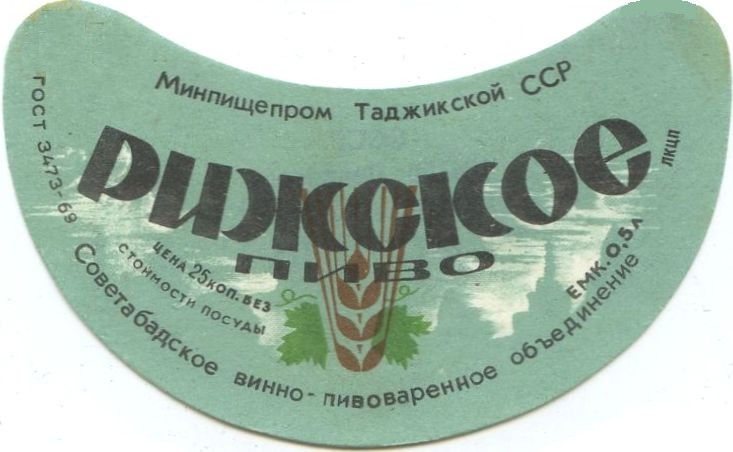 Минпищепром Таджикской ССР
ГОСТ 3473-69
РИЖСКОЕ
ЛКЦП
ПИВО
ЦЕНА 25 КОП. БЕЗ
СТОИМОСТИ ПОСУДЫ
ЕМК. 0,5 Л
Советабадское винно-пивоваренное объединение